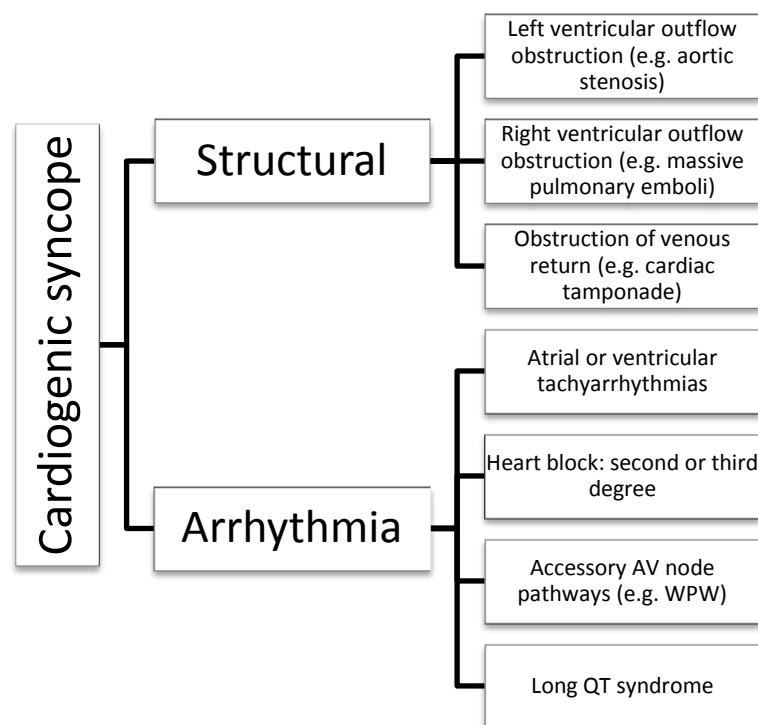 Cardiogenic syncope
Structural
Left ventricular outflow
obstruction (e.g. aortic
stenosis)
Right ventricular outflow
obstruction (e.g. massive
pulmonary emboli)
Obstruction of venous
return (e.g. cardiac
tamponade)
Arrhythmia
Atrial or ventricular
tachyarrhythmias
Heart block: second or third
degree
Accessory AV node
pathways (e.g. WPW)
Long QT syndrome